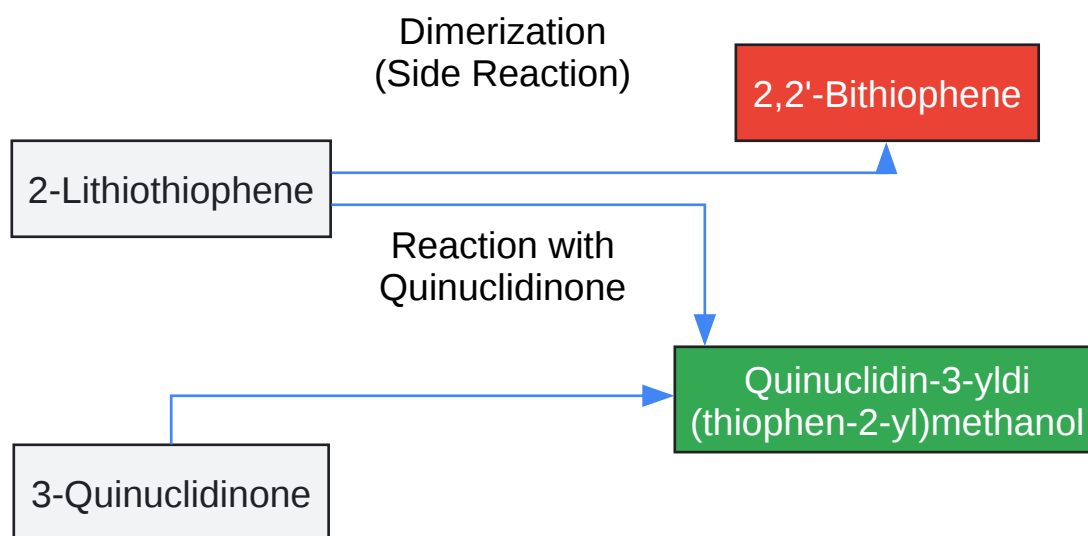 Dimerization
(Side Reaction)
2,2'-Bithiophene
2-Lithiothiophene
Reaction with
Quinuclidinone
Quinuclidin-3-yldi
(thiophen-2-yl)methanol
3-Quinuclidinone